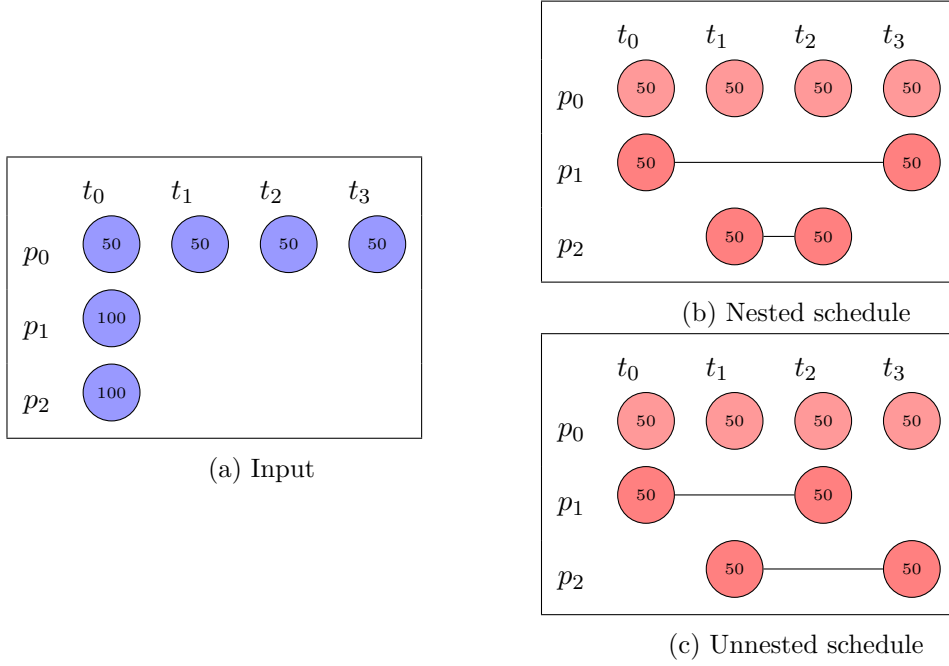 t0 t1 t2 t3
p0 50 50 50 50
p1 100
p2 100
(a) Input
t0 t1 t2 t3
p0 50 50 50 50
p1 50 50
p2 50 50
(b) Nested schedule
t0 t1 t2 t3
p0 50 50 50 50
p1 50 50
p2 50 50
(c) Unnested schedule